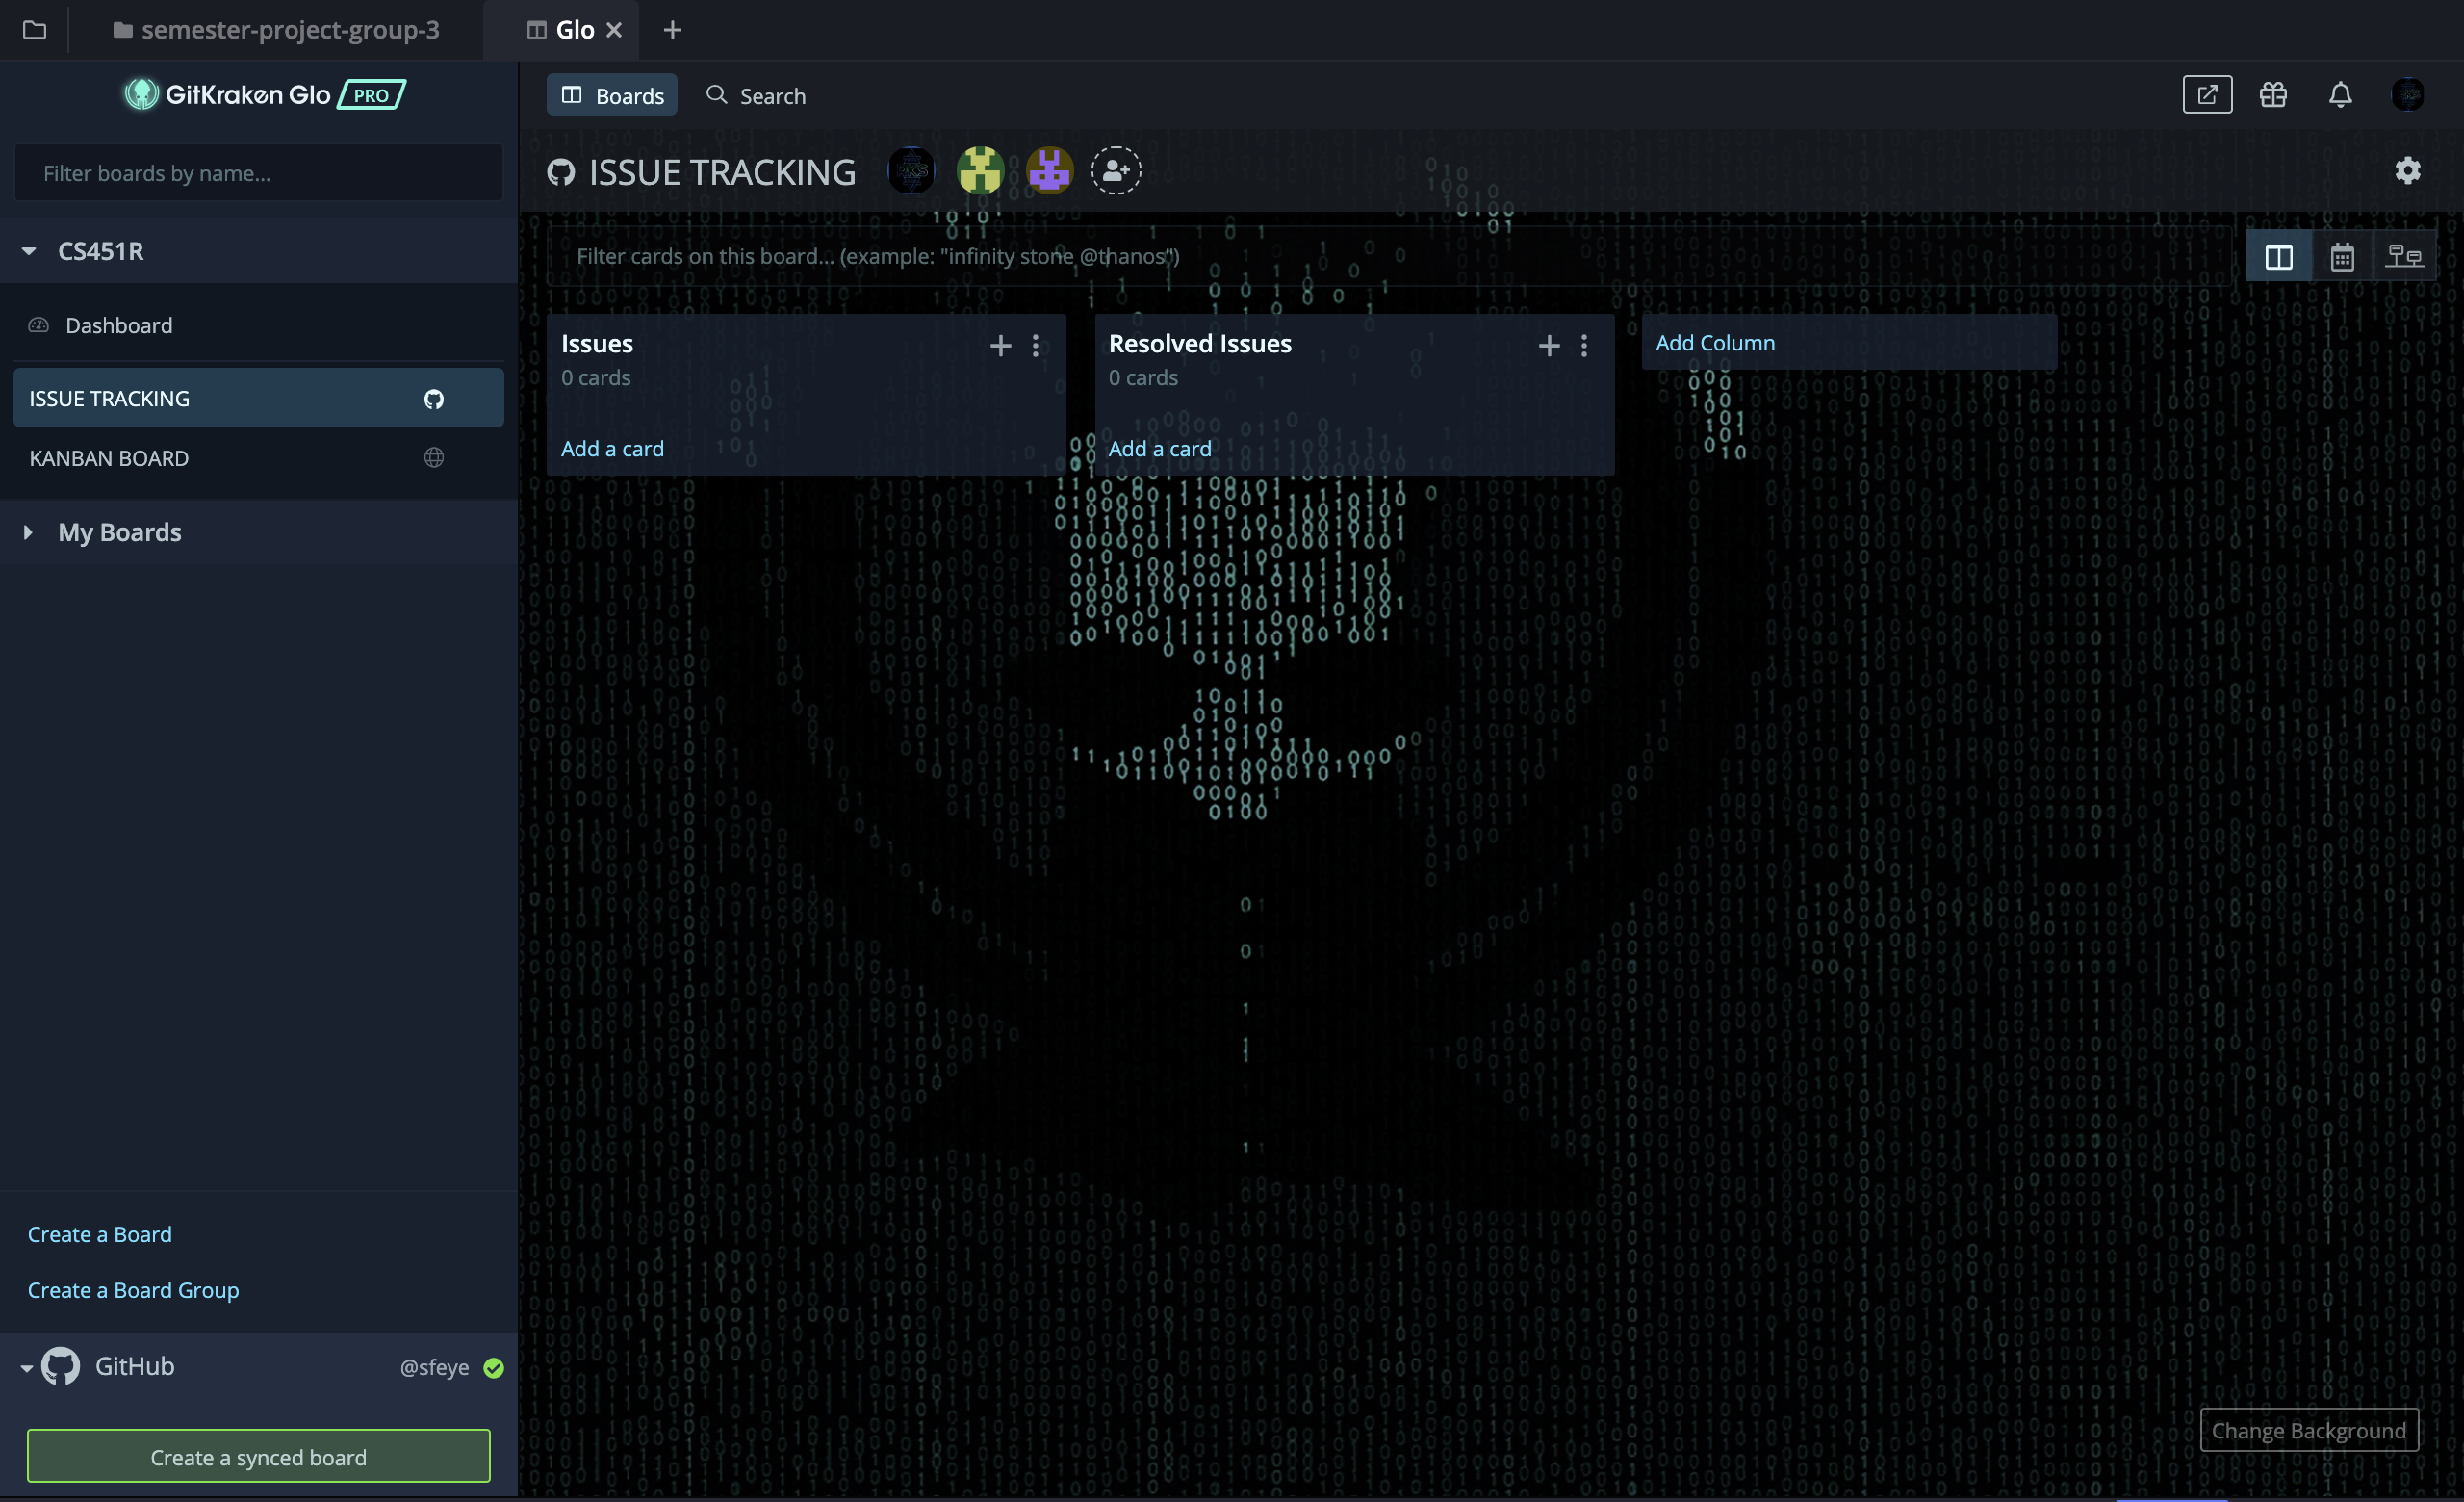 semester-project-group-3
Glo
GitKraken Glo PRO
Boards
Search
Filter boards by name...
ISSUE TRACKING
CS451R
Filter cards on this board... (example: "infinity stone @thanos")
Dashboard
Issues
0 cards
Add a card
Resolved Issues
0 cards
Add a card
Add Column
ISSUE TRACKING
KANBAN BOARD
My Boards
Create a Board
Create a Board Group
GitHub
@sfeye
Create a synced board
Change Background